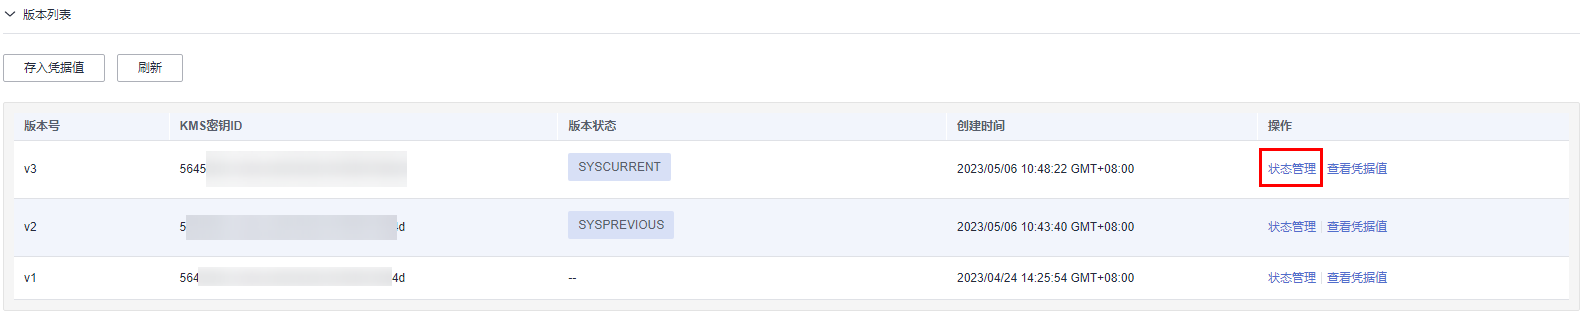 版本列表
存入凭据值 刷新
版本号 KMS密钥ID 版本状态 创建时间 操作
v3 5645 SYSCURRENT 2023/05/06 10:48:22 GMT+08:00 状态管理 查看凭据值
v2 5 4d SYSPREVIOUS 2023/05/06 10:43:40 GMT+08:00 状态管理 查看凭据值
v1 564 4d -- 2023/04/24 14:25:54 GMT+08:00 状态管理 查看凭据值